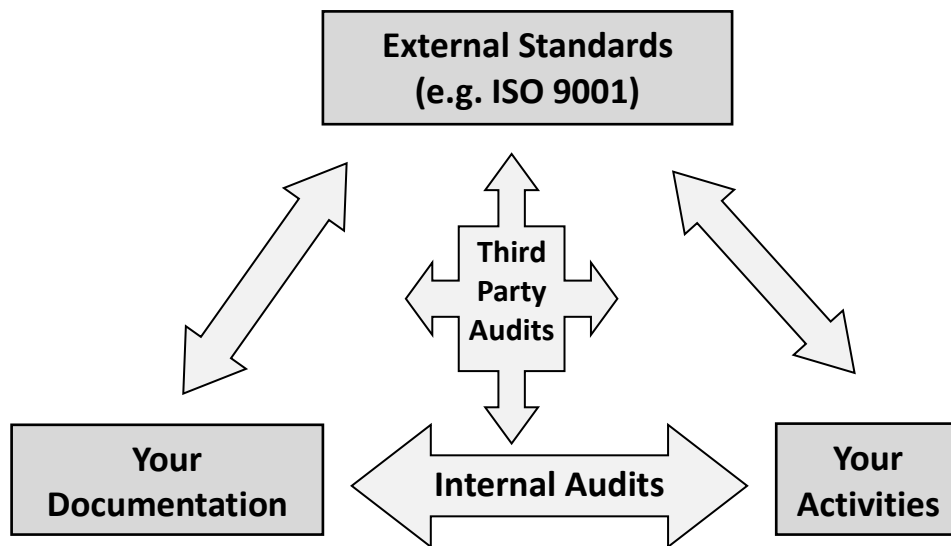 External Standards
(e.g. ISO 9001)
Third
Party
Audits
Your
Documentation
Internal Audits
Your
Activities